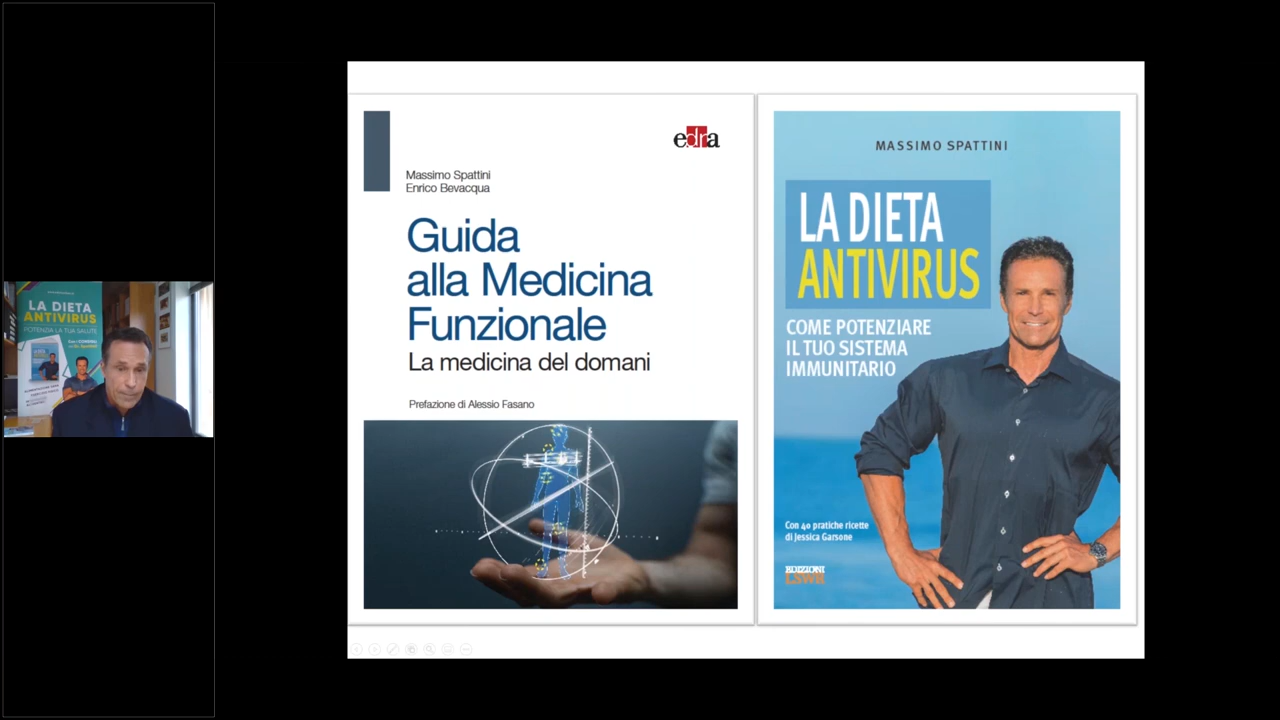 LA DIETA
ANTIVIRUS
POTENZIA LA TUA SALUTE
edra
Massimo Spattini
Enrico Bevacqua
Guida
alla Medicina
Funzionale
La medicina del domani
Prefazione di Alessio Fasano
MASSIMO SPATTINI
LA DIETA
ANTIVIRUS
COME POTENZIARE
IL TUO SISTEMA
IMMUNITARIO
Con 40 pratiche ricette
di Jessica Garsone
EDIZIONI
LSWR